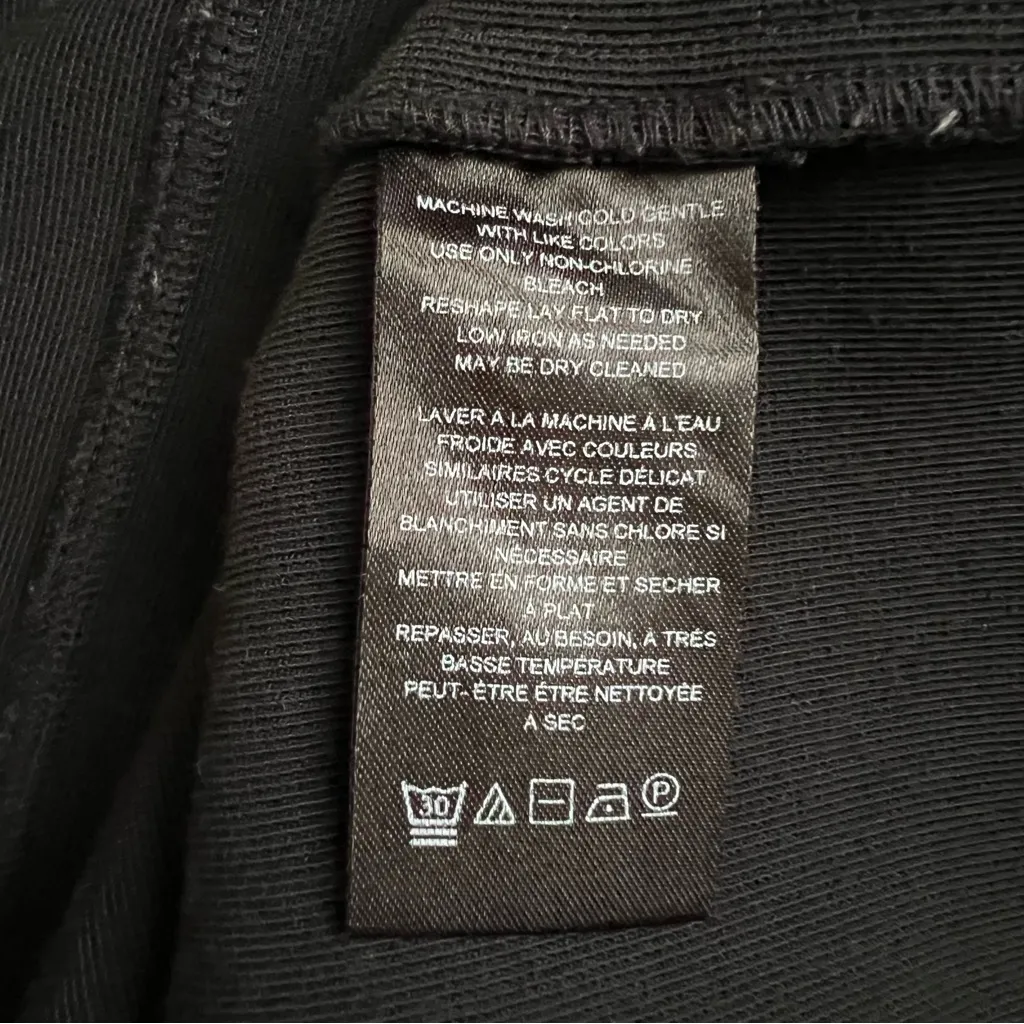 MACHINE WASH COLD GENTLE
WITH LIKE COLORS
USE ONLY NON-CHLORINE
BLEACH
RESHAPE LAY FLAT TO DRY
LOW IRON AS NEEDED
MAY BE DRY CLEANED
LAVER A LA MACHINE Á L'EAU
FROIDE AVEC COULEURS
SIMILAIRES CYCLE DÉLICAT
UTILISER UN AGENT DE
BLANCHIMENT SANS CHLORE SI
NÉCESSAIRE
METTRE EN FORME ET SÉCHER
À PLAT
REPASSER, AU BESOIN, A TRÉS
BASSE TEMPÉRATURE
PEUT- ÊTRE ÊTRE NETTOYÉE
A SEC
30 P